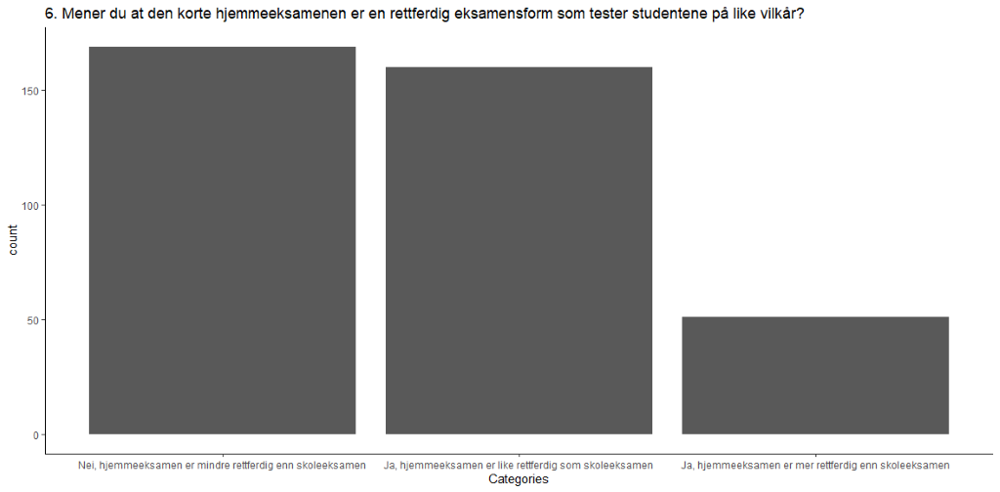 6. Mener du at den korte hjemmeeksamenen er en rettferdig eksamensform som tester studentene på like vilkår?
150
100
50
0
count
Nei, hjemmeeksamen er mindre rettferdig enn skoleeksamen
Ja, hjemmeeksamen er like rettferdig som skoleeksamen
Ja, hjemmeeksamen er mer rettferdig enn skoleeksamen
Categories